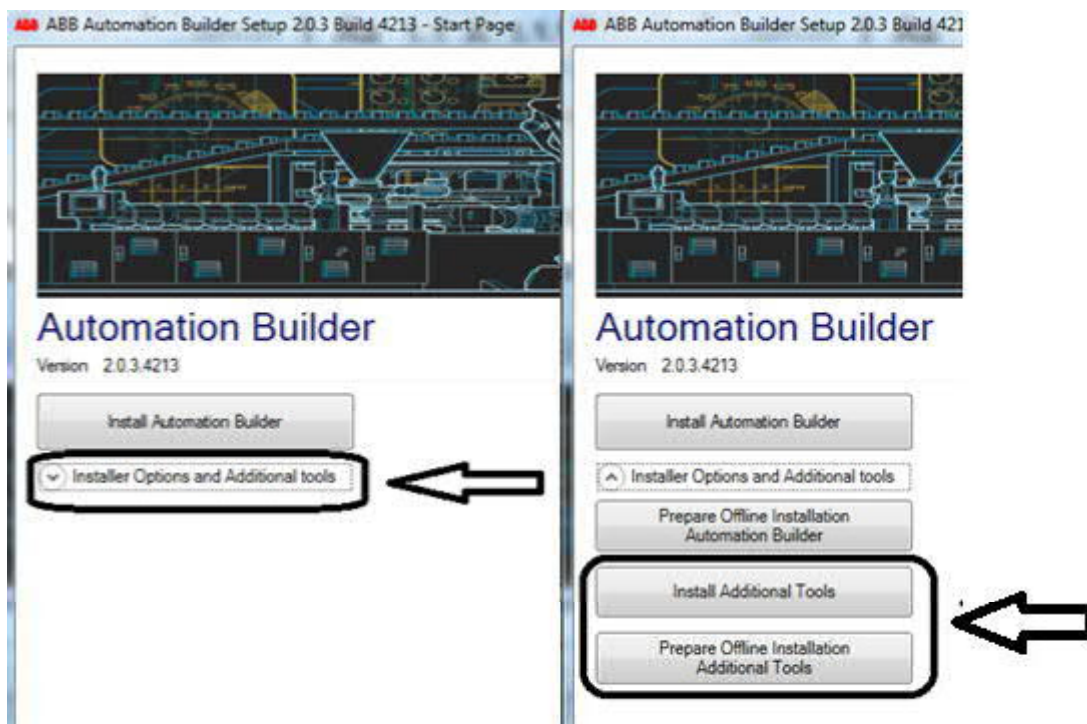 ABB ABB Automation Builder Setup 2.0.3 Build 4213 - Start Page
Automation Builder
Version 2.0.3.4213
Install Automation Builder
Installer Options and Additional tools
ABB ABB Automation Builder Setup 2.0.3 Build 421
Automation Builder
Version 2.0.3.4213
Install Automation Builder
Installer Options and Additional tools
Prepare Offline Installation
Automation Builder
Install Additional Tools
Prepare Offline Installation
Additional Tools